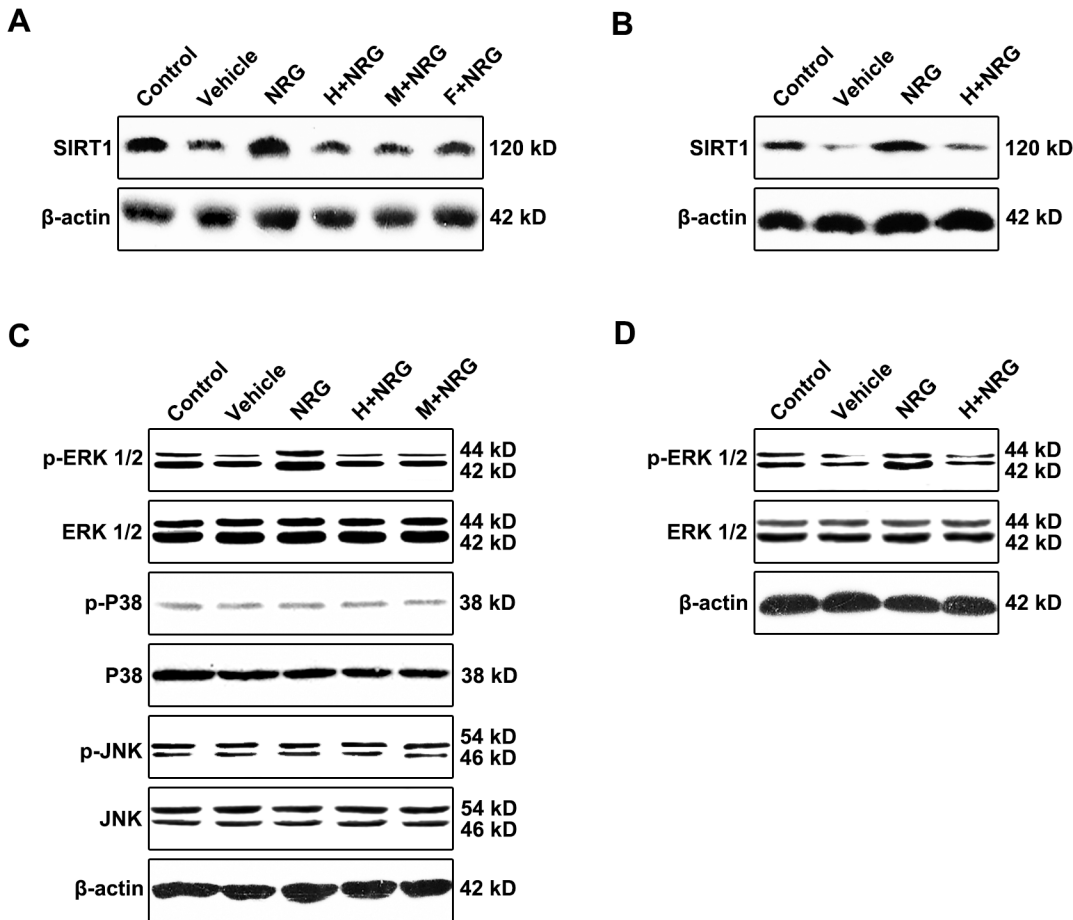 A
Control Vehicle NRG H+NRG M+NRG F+NRG
SIRT1 120 kD
β-actin 42 kD
B
Control Vehicle NRG H+NRG
SIRT1 120 kD
β-actin 42 kD
C
Control Vehicle NRG H+NRG M+NRG
p-ERK 1/2 44 kD
42 kD
ERK 1/2 44 kD
42 kD
p-P38 38 kD
P38 38 kD
p-JNK 54 kD
46 kD
JNK 54 kD
46 kD
β-actin 42 kD
D
Control Vehicle NRG H+NRG
p-ERK 1/2 44 kD
42 kD
ERK 1/2 44 kD
42 kD
β-actin 42 kD